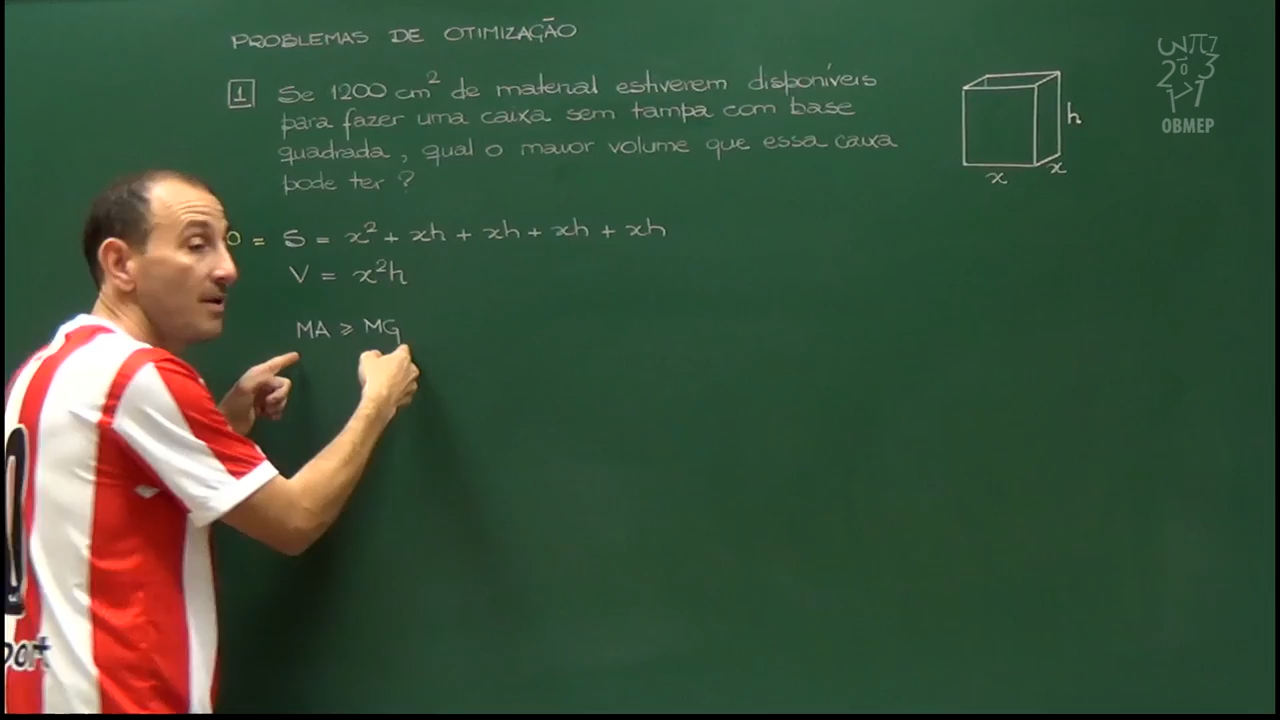 PROBLEMAS DE OTIMIZAÇÃO
1 Se 1200 cm² de material estiverem disponíveis
para fazer uma caixa sem tampa com base
quadrada, qual o maior volume que essa caixa
pode ter?
0 = S = x² + xh + xh + xh + xh
V = x²h
MA ⩾ MG
h
x
x
OBMEP